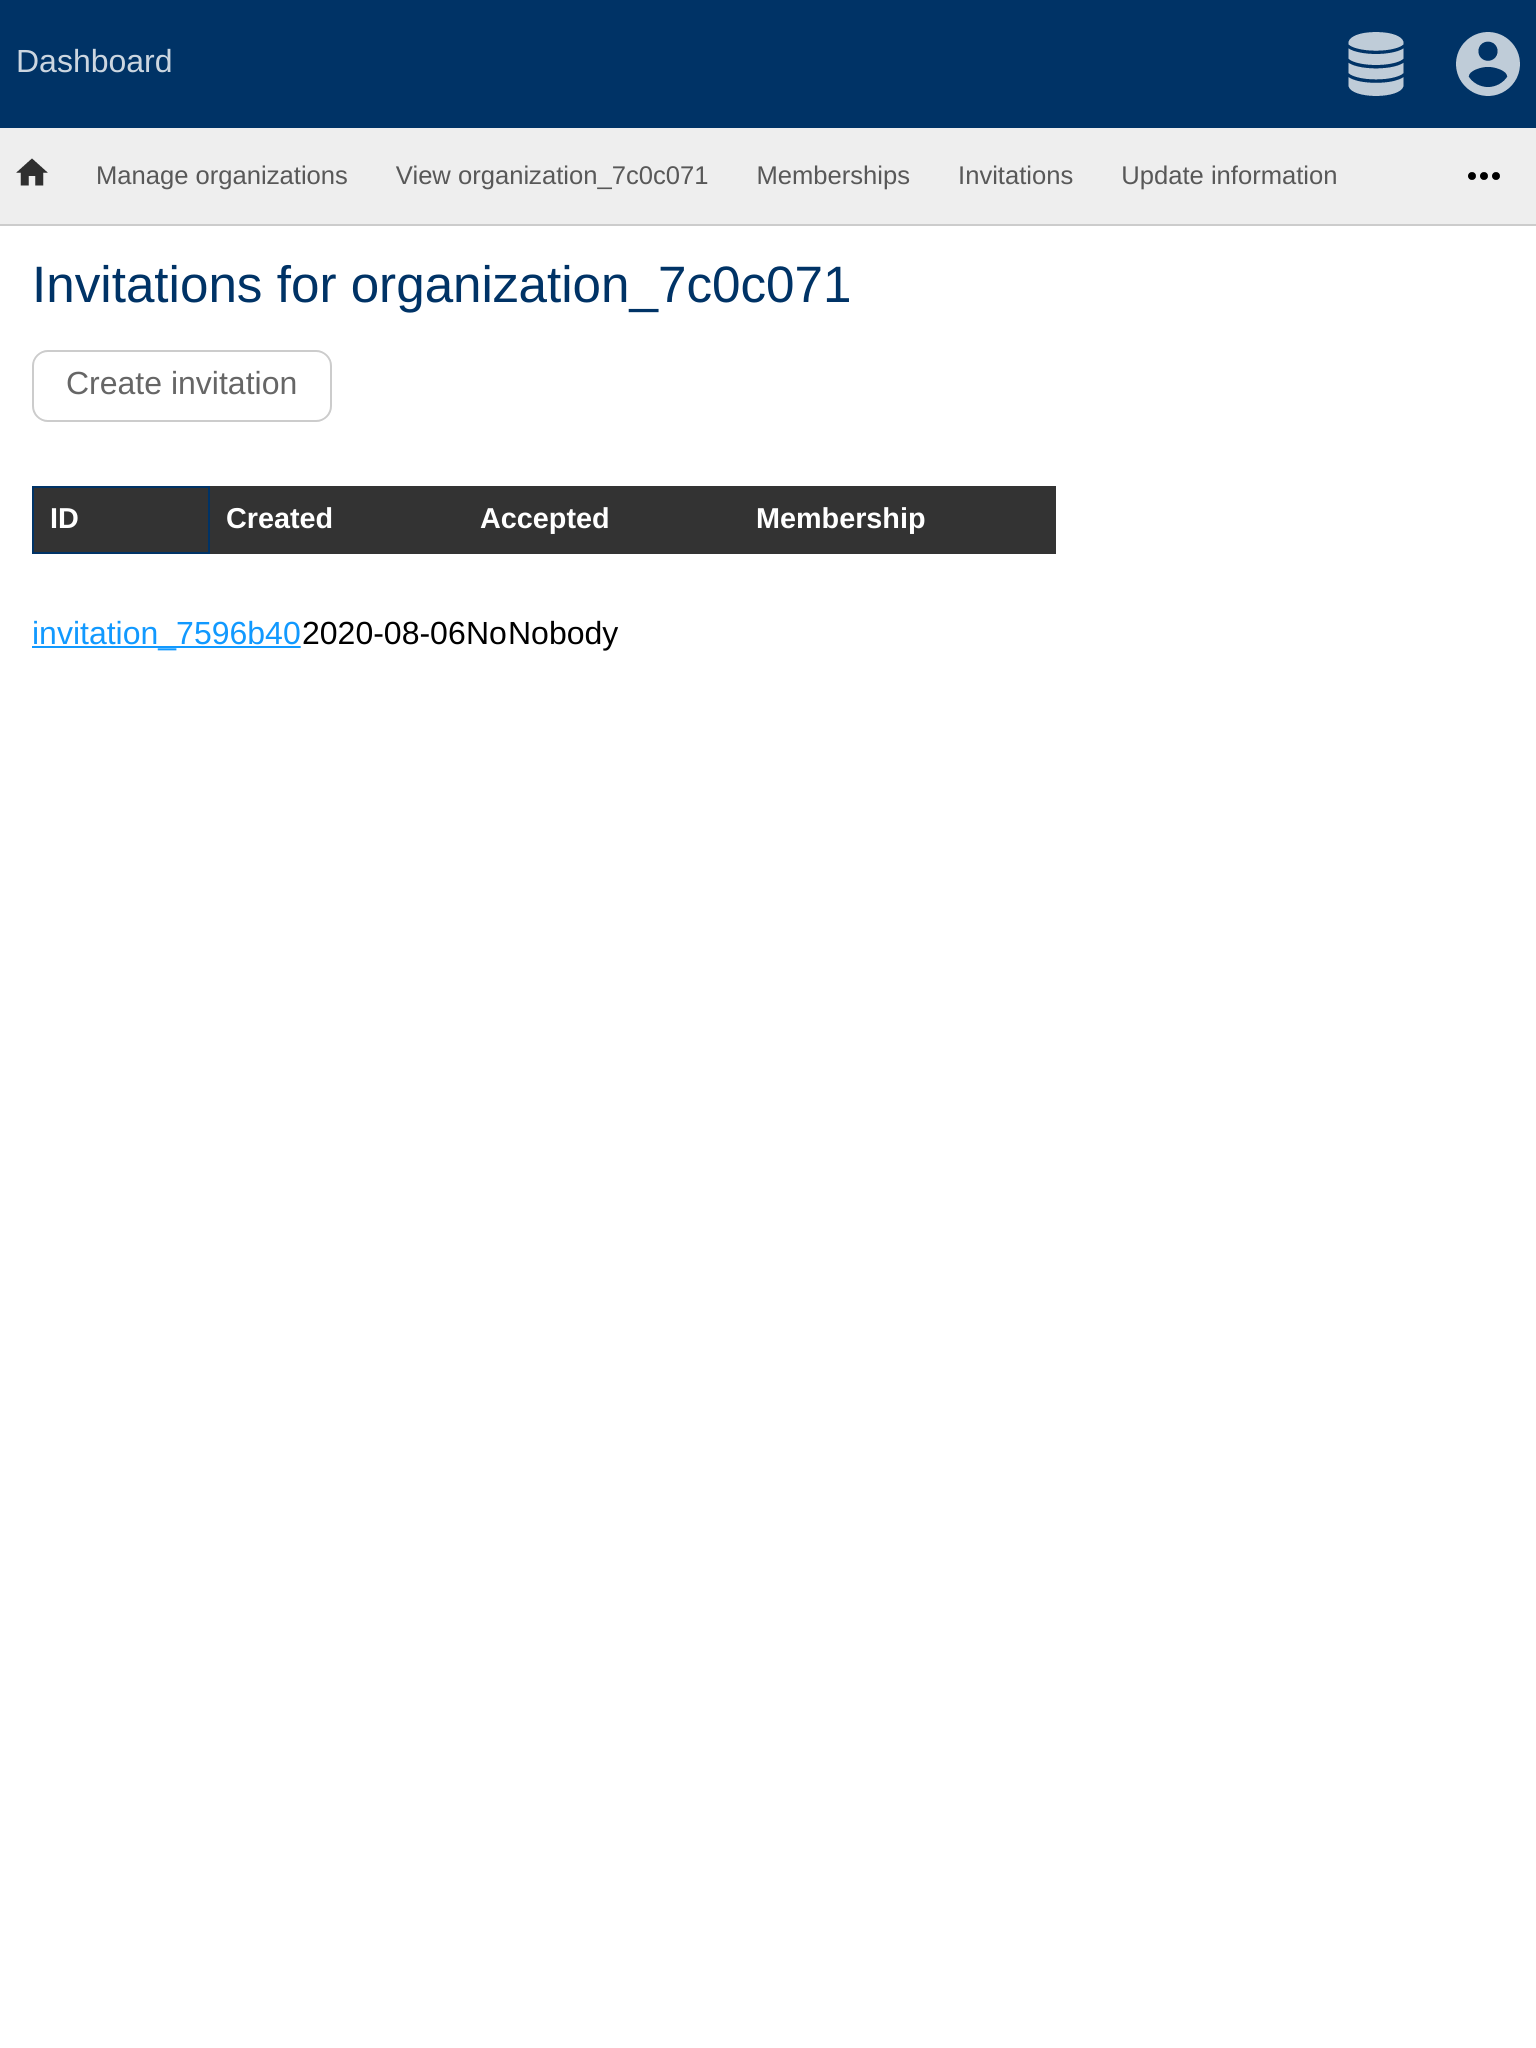 Dashboard
Manage organizations View organization_7c0c071 Memberships Invitations Update information
Invitations for organization_7c0c071
Create invitation
ID Created Accepted Membership
invitation_7596b402020-08-06NoNobody